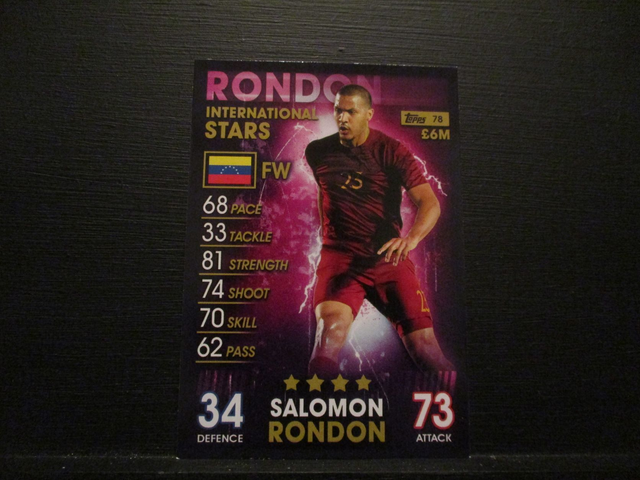 RONDON
INTERNATIONAL
STARS
Topps 78
£6M
FW
68 PACE
33 TACKLE
81 STRENGTH
74 SHOOT
70 SKILL
62 PASS
34
DEFENCE
SALOMON
RONDON
73
ATTACK